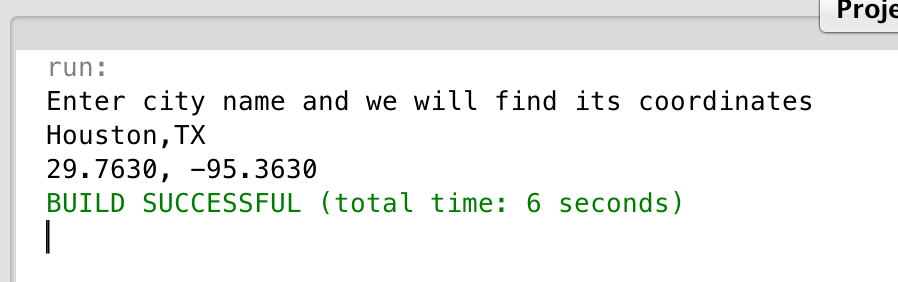 Proje
run:
Enter city name and we will find its coordinates
Houston,TX
29.7630, -95.3630
BUILD SUCCESSFUL (total time: 6 seconds)